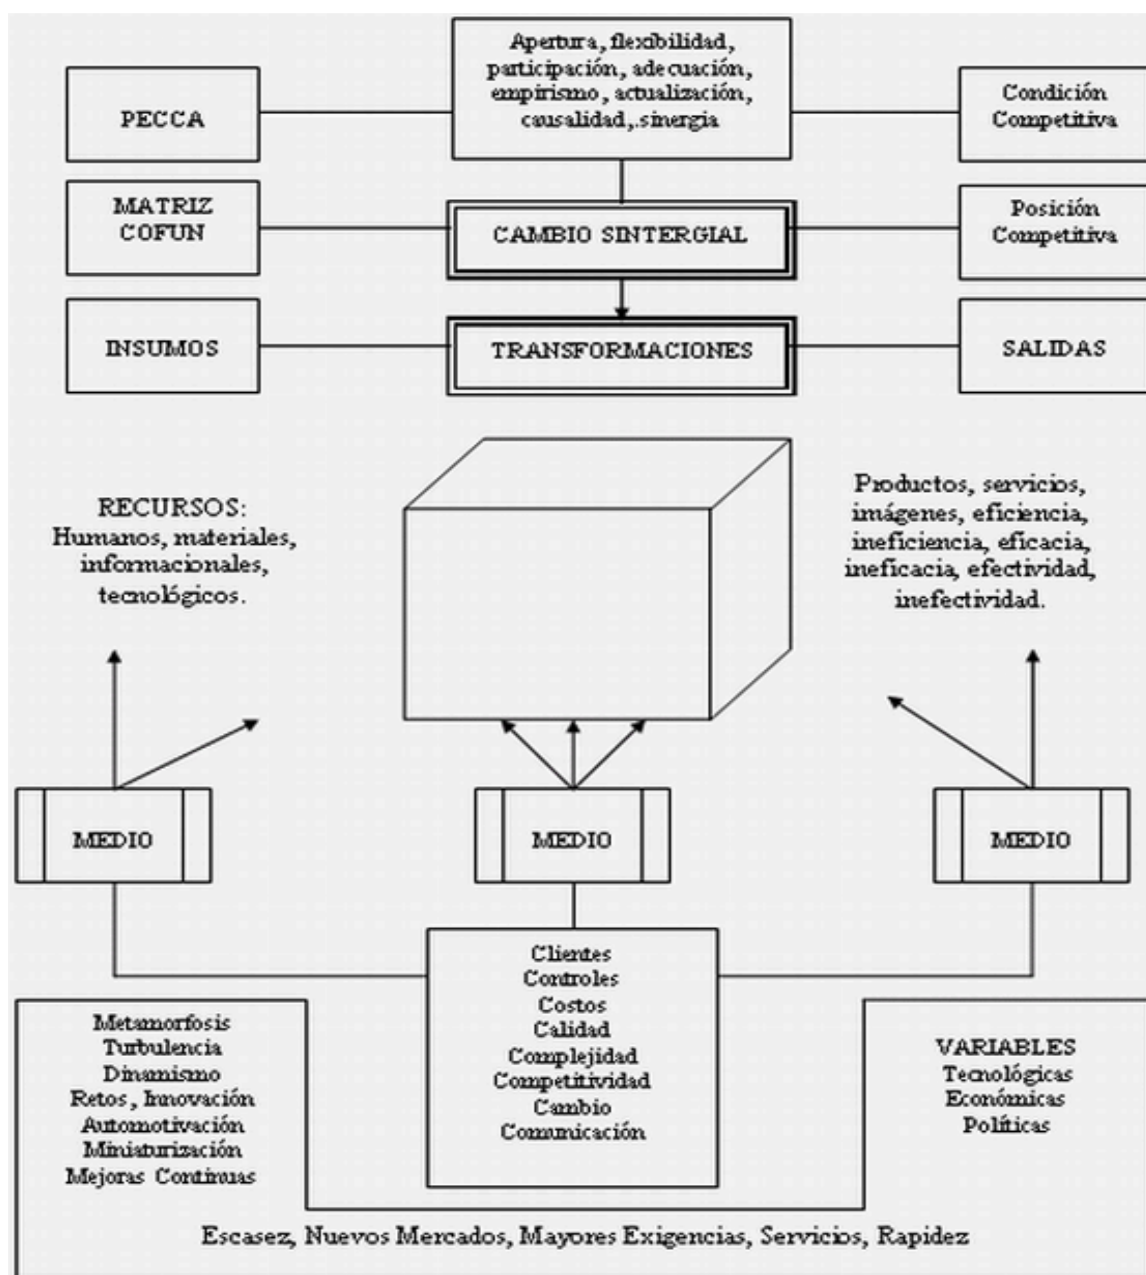 Apertura, flexibilidad,
participación, adecuación,
empirismo, actualización,
causalidad,.sinergia
PECCA
Condición
Competitiva
MATRIZ
COFUN
CAMBIO SINTERGIAL
Posición
Competitiva
INSUMOS
TRANSFORMACIONES
SALIDAS
RECURSOS:
Humanos, materiales,
informacionales,
tecnológicos.
Productos, servicios,
imágenes, eficiencia,
ineficiencia, eficacia,
ineficacia, efectividad,
inefectividad.
MEDIO
MEDIO
MEDIO
Clientes
Controles
Costos
Calidad
Complejidad
Competitividad
Cambio
Comunicación
Metamorfosis
Turbulencia
Dinamismo
Retos, Innovación
Automotivación
Miniaturización
Mejoras Continuas
VARIABLES
Tecnológicas
Económicas
Políticas
Escasez, Nuevos Mercados, Mayores Exigencias, Servicios, Rapidez